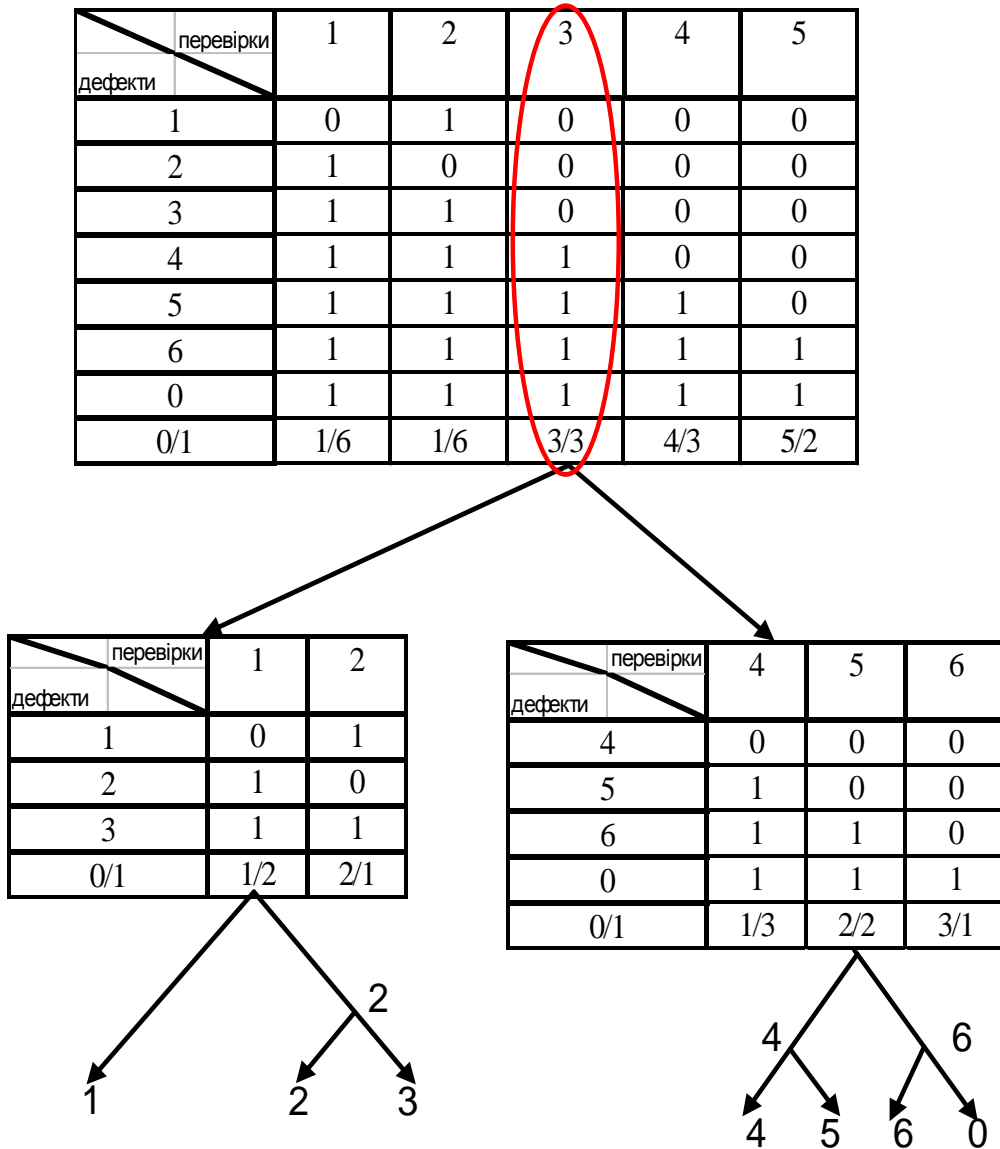 перевірки 1 2 3 4 5
дефекти
1 0 1 0 0 0
2 1 0 0 0 0
3 1 1 0 0 0
4 1 1 1 0 0
5 1 1 1 1 0
6 1 1 1 1 1
0 1 1 1 1 1
0/1 1/6 1/6 3/3 4/3 5/2
перевірки 1 2
дефекти
1 0 1
2 1 0
3 1 1
0/1 1/2 2/1
перевірки 4 5 6
дефекти
4 0 0 0
5 1 0 0
6 1 1 0
0 1 1 1
0/1 1/3 2/2 3/1
2
1 2 3
4 6
4 5 6 0